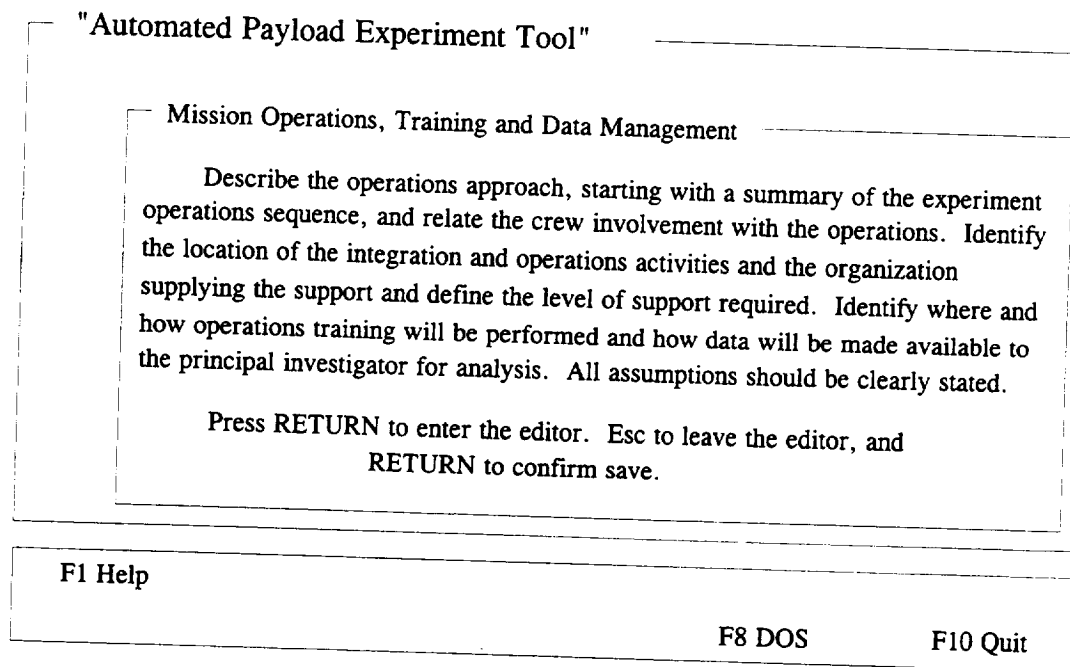 "Automated Payload Experiment Tool"
Mission Operations, Training and Data Management
Describe the operations approach, starting with a summary of the experiment
operations sequence, and relate the crew involvement with the operations. Identify
the location of the integration and operations activities and the organization
supplying the support and define the level of support required. Identify where and
how operations training will be performed and how data will be made available to
the principal investigator for analysis. All assumptions should be clearly stated.
Press RETURN to enter the editor. Esc to leave the editor, and
RETURN to confirm save.
F1 Help
F8 DOS F10 Quit